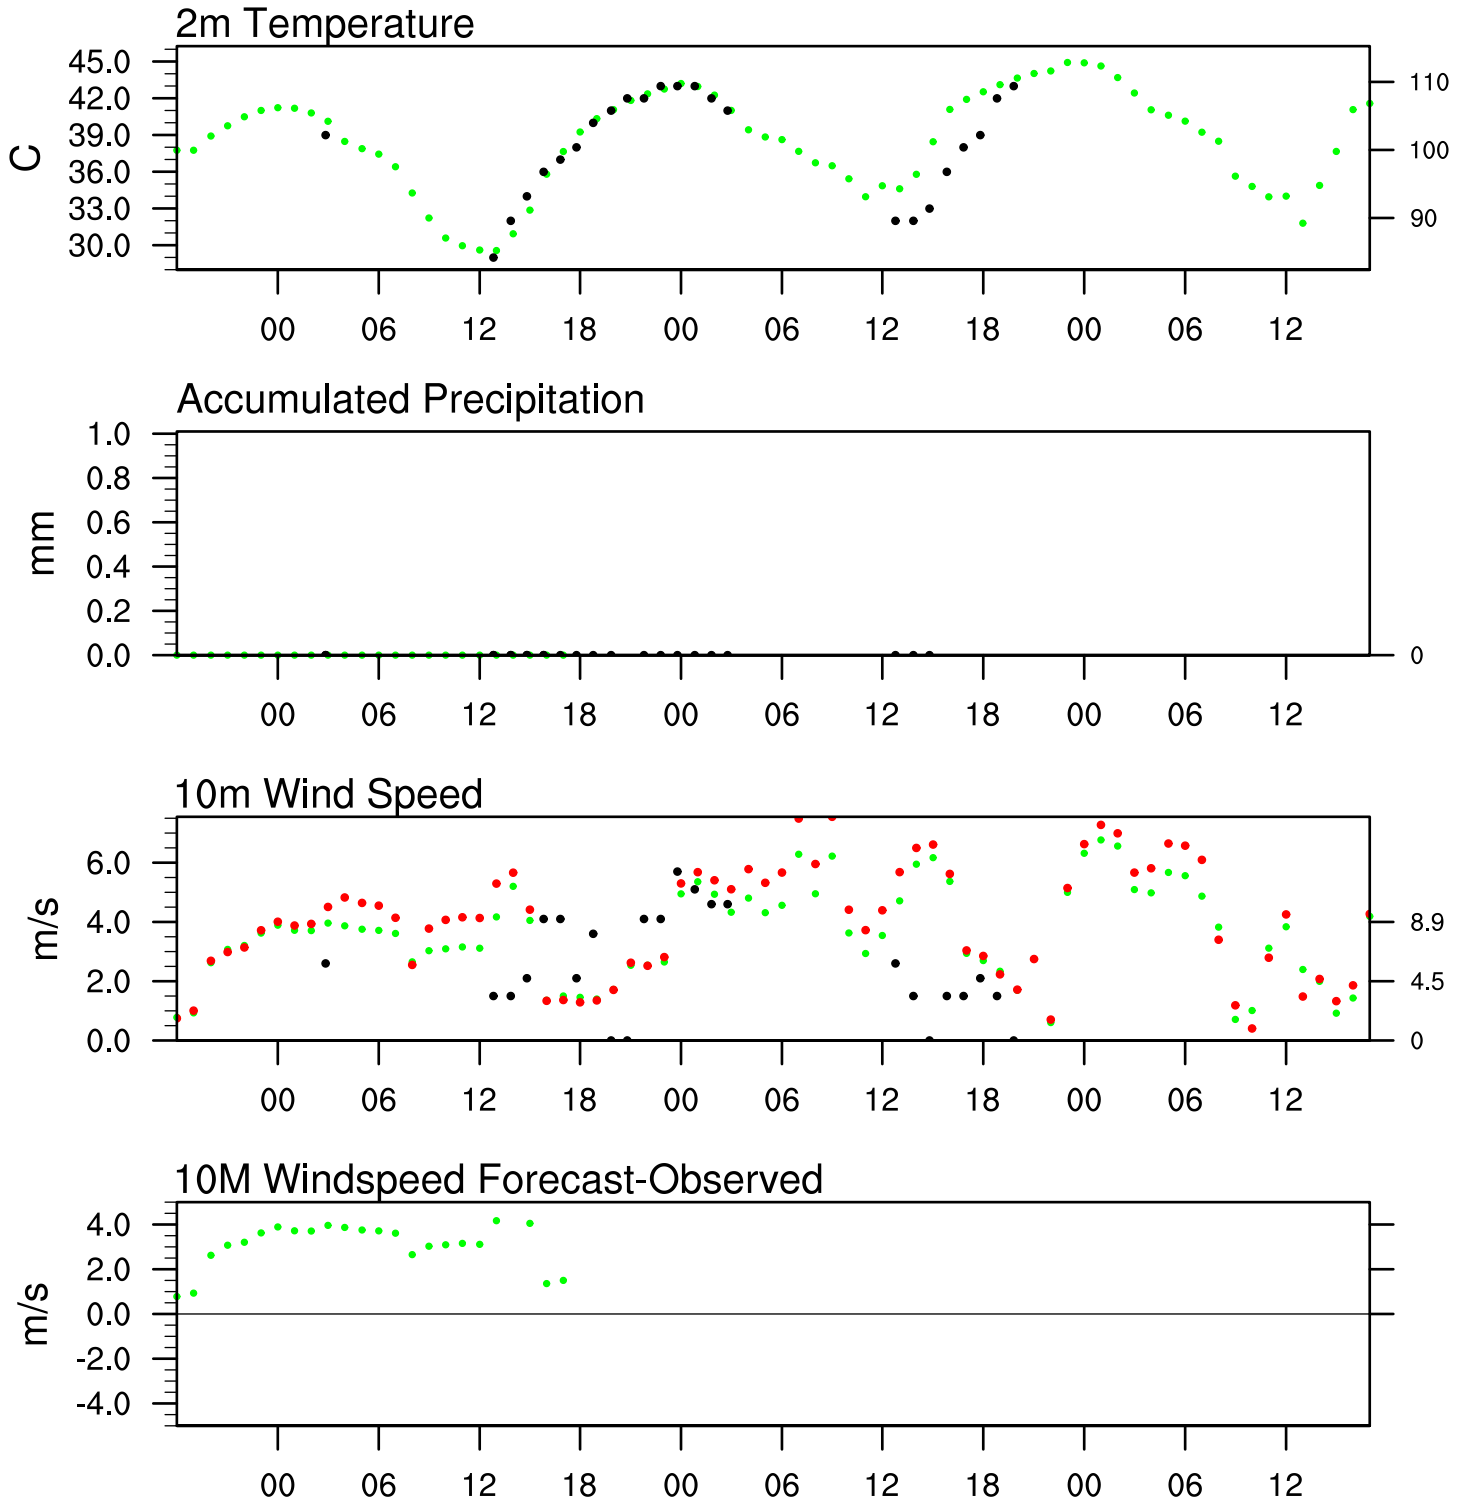 2m Temperature
45.0
42.0
39.0
36.0
33.0
30.0
C
110
100
90
00 06 12 18 00 06 12 18 00 06 12
Accumulated Precipitation
1.0
0.8
0.6
0.4
0.2
0.0
mm
0
00 06 12 18 00 06 12 18 00 06 12
10m Wind Speed
6.0
4.0
2.0
0.0
m/s
8.9
4.5
0
00 06 12 18 00 06 12 18 00 06 12
10M Windspeed Forecast-Observed
4.0
2.0
0.0
-2.0
-4.0
m/s
00 06 12 18 00 06 12 18 00 06 12